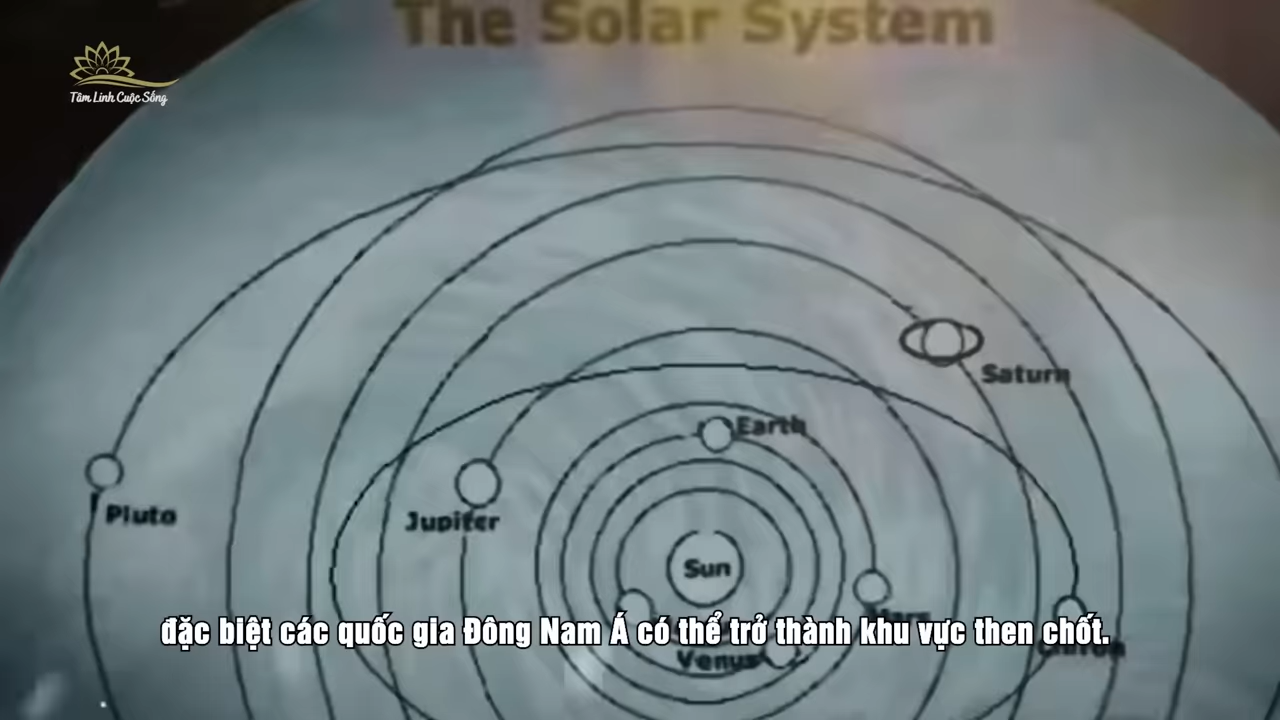 The Solar System
Tâm Linh Cuộc Sống
Saturn
Earth
Pluto
Jupiter
Sun
Mars
đặc biệt các quốc gia Đông Nam Á có thể trở thành khu vực then chốt.
Chiron
Venus